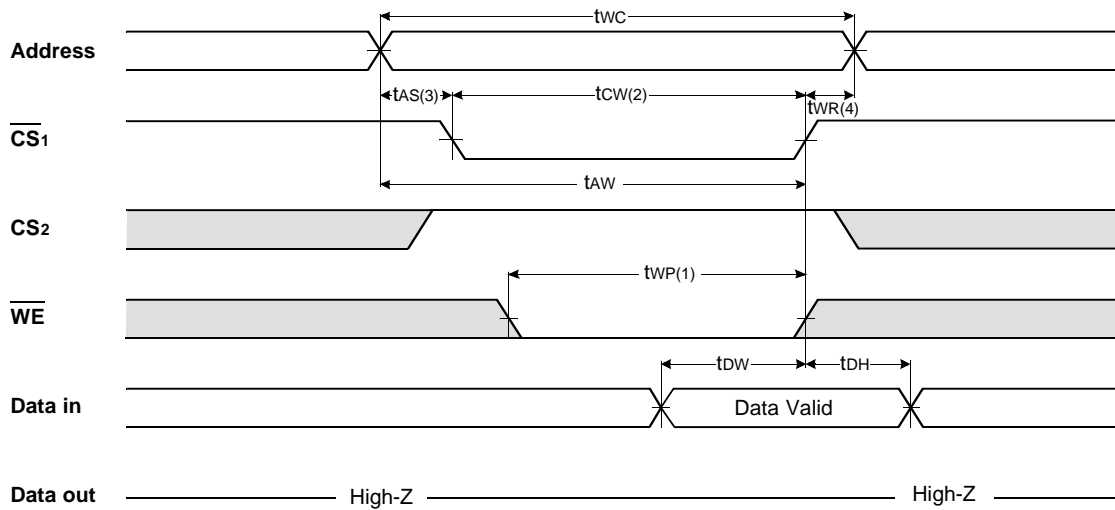 tWC
Address
tAS(3) tCW(2) tWR(4)
CS1
tAW
CS2
tWP(1)
WE
tDW tDH
Data in Data Valid
Data out High-Z High-Z